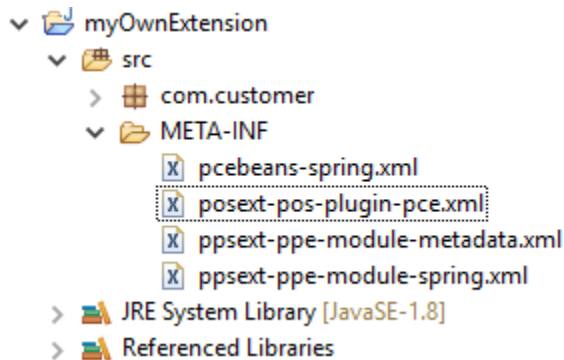 myOwnExtension
src
com.customer
META-INF
pcebeans-spring.xml
posext-pos-plugin-pce.xml
ppsext-ppe-module-metadata.xml
ppsext-ppe-module-spring.xml
JRE System Library [JavaSE-1.8]
Referenced Libraries